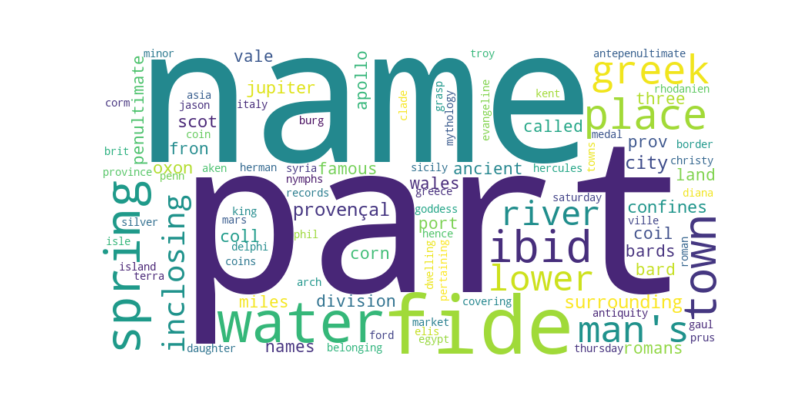 minor
vale
troy
antepenultimate
name
greek
asia
jupiter
apollo
clade
grasp
mythology
evangeline
kent
rhodanien
penultimate
corm
jason
italy
place
three
scot
burg
called
coin
medal
border
brit
fron
prov
towns
city
christy
province
oxon
aken
herman
syria
famous
sicily
ancient
hercules
land
penn
nymphs
wales
diana
part
records
greece
saturday
confines
spring
inclosing
silver
king
provençal
goddess
port
river
ville
mars
coll
coil
town
isle
delphi
phil
corn
hence
ibid
bards
roman
coins
dwelling
pertaining
island
terra
lower
bard
gaul
arch
miles
division
covering
surrounding
prus
water
fide
man's
antiquity
ford
market
elis
egypt
daughter
names
belonging
thursday
romans